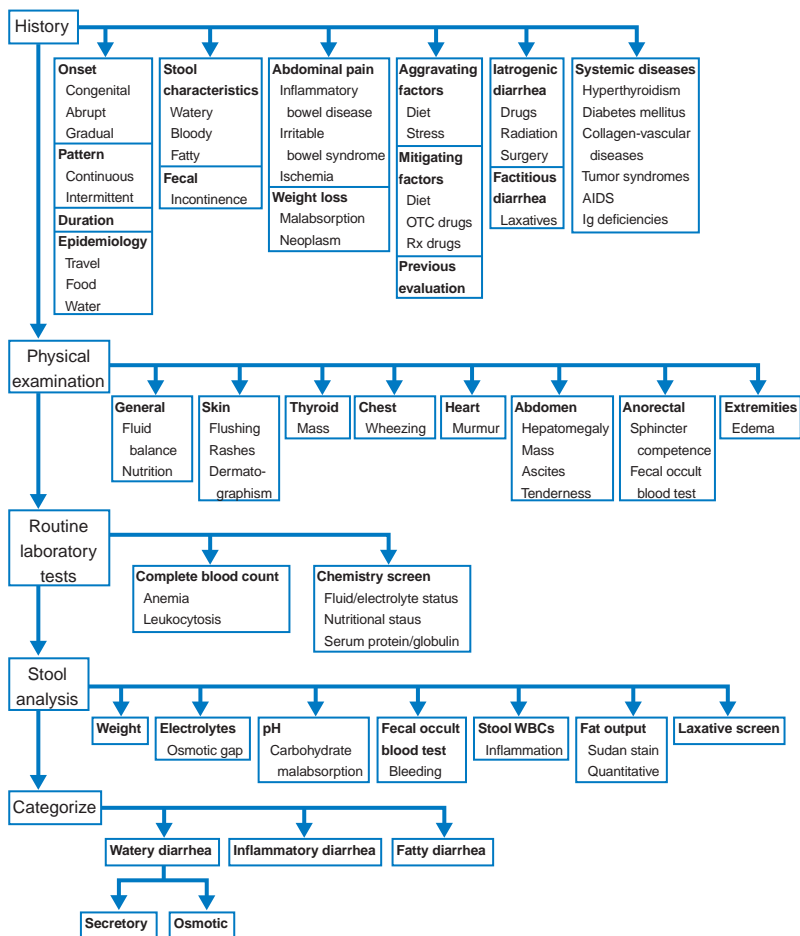 History
Onset
Congenital
Abrupt
Gradual
Pattern
Continuous
Intermittent
Duration
Epidemiology
Travel
Food
Water
Stool
characteristics
Watery
Bloody
Fatty
Fecal
Incontinence
Abdominal pain
Inflammatory
bowel disease
Irritable
bowel syndrome
Ischemia
Weight loss
Malabsorption
Neoplasm
Aggravating
factors
Diet
Stress
Mitigating
factors
Diet
OTC drugs
Rx drugs
Previous
evaluation
Iatrogenic
diarrhea
Drugs
Radiation
Surgery
Factitious
diarrhea
Laxatives
Systemic diseases
Hyperthyroidism
Diabetes mellitus
Collagen-vascular
diseases
Tumor syndromes
AIDS
Ig deficiencies
Physical
examination
General
Fluid
balance
Nutrition
Skin
Flushing
Rashes
Dermato-
graphism
Thyroid
Mass
Chest
Wheezing
Heart
Murmur
Abdomen
Hepatomegaly
Mass
Ascites
Tenderness
Anorectal
Sphincter
competence
Fecal occult
blood test
Extremities
Edema
Routine
laboratory
tests
Complete blood count
Anemia
Leukocytosis
Chemistry screen
Fluid/electrolyte status
Nutritional staus
Serum protein/globulin
Stool
analysis
Weight
Electrolytes
Osmotic gap
pH
Carbohydrate
malabsorption
Fecal occult
blood test
Bleeding
Stool WBCs
Inflammation
Fat output
Sudan stain
Quantitative
Laxative screen
Categorize
Watery diarrhea
Inflammatory diarrhea
Fatty diarrhea
Secretory
Osmotic